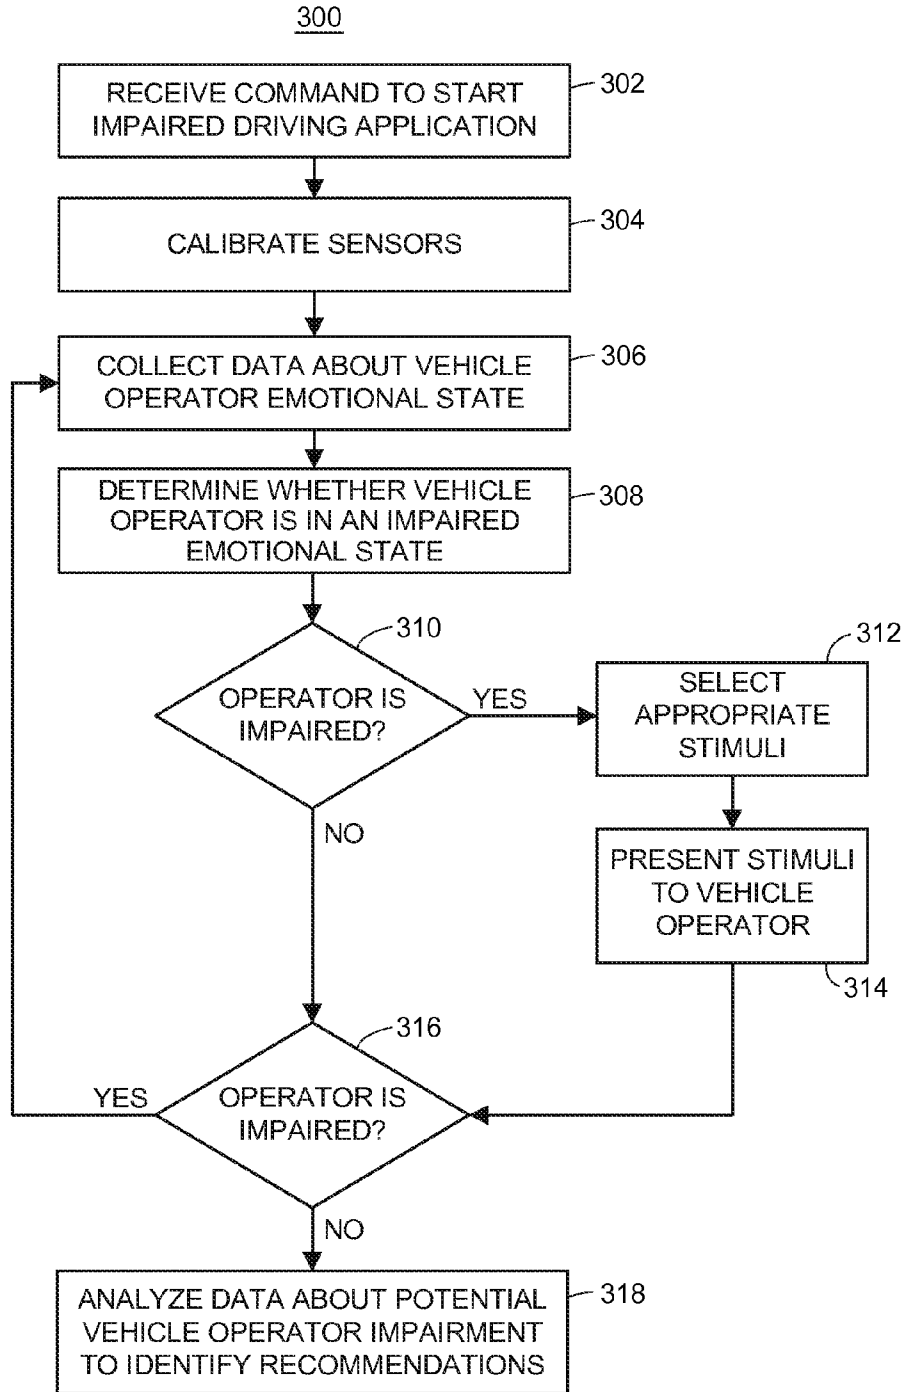 300
RECEIVE COMMAND TO START
IMPAIRED DRIVING APPLICATION
302
CALIBRATE SENSORS
304
COLLECT DATA ABOUT VEHICLE
OPERATOR EMOTIONAL STATE
306
DETERMINE WHETHER VEHICLE
OPERATOR IS IN AN IMPAIRED
EMOTIONAL STATE
308
OPERATOR IS
IMPAIRED?
310
YES
NO
SELECT
APPROPRIATE
STIMULI
312
PRESENT STIMULI
TO VEHICLE
OPERATOR
314
OPERATOR IS
IMPAIRED?
316
YES
NO
ANALYZE DATA ABOUT POTENTIAL
VEHICLE OPERATOR IMPAIRMENT
TO IDENTIFY RECOMMENDATIONS
318